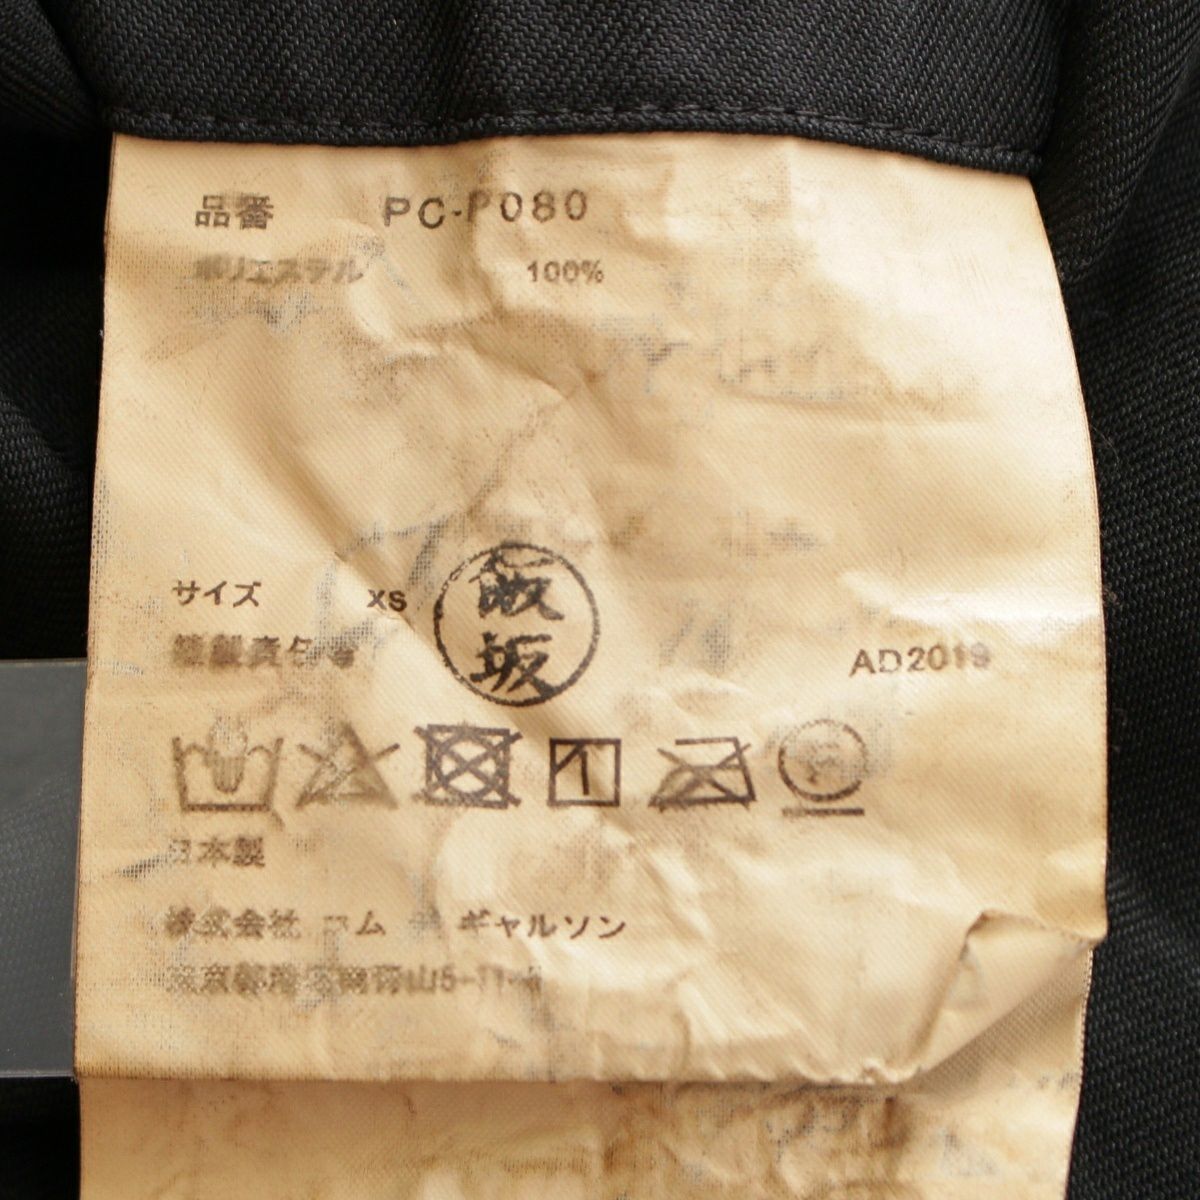 品番 PC-P080
ポリエステル 100%
サイズ XS
飯坂
縫製責任者 AD2019
日本製
株式会社 コム ギャルソン
東京都港区南青山5-11-